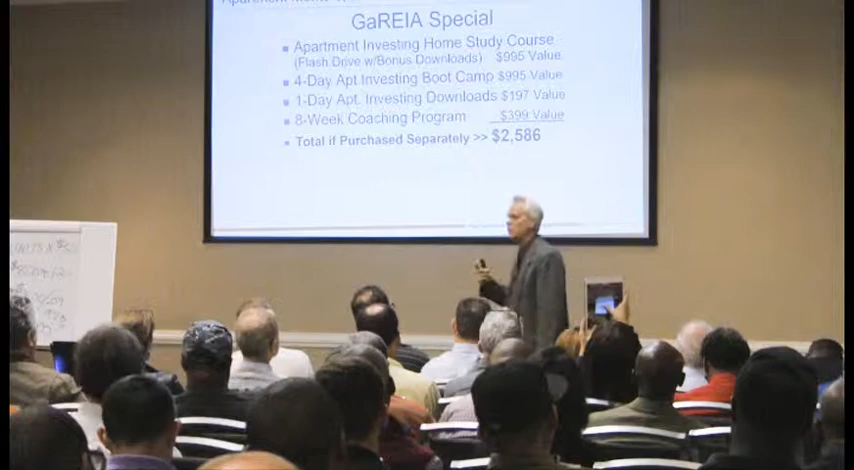 GaREIA Special
▪ Apartment Investing Home Study Course
(Flash Drive w/Bonus Downloads) $995 Value
▪ 4-Day Apt Investing Boot Camp $995 Value
▪ 1-Day Apt. Investing Downloads $197 Value
▪ 8-Week Coaching Program $399 Value
▪ Total if Purchased Separately >> $2,586